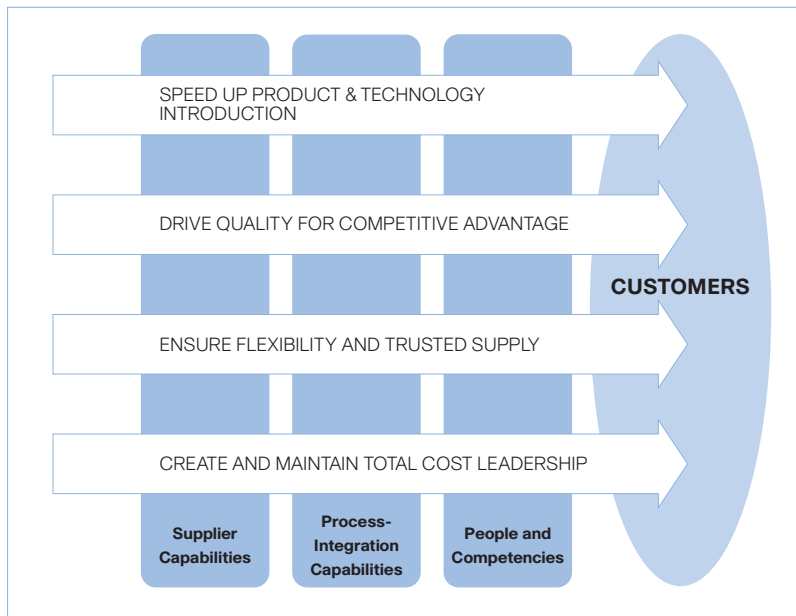 SPEED UP PRODUCT & TECHNOLOGY
INTRODUCTION
DRIVE QUALITY FOR COMPETITIVE ADVANTAGE
CUSTOMERS
ENSURE FLEXIBILITY AND TRUSTED SUPPLY
CREATE AND MAINTAIN TOTAL COST LEADERSHIP
Supplier
Capabilities
Process-
Integration
Capabilities
People and
Competencies